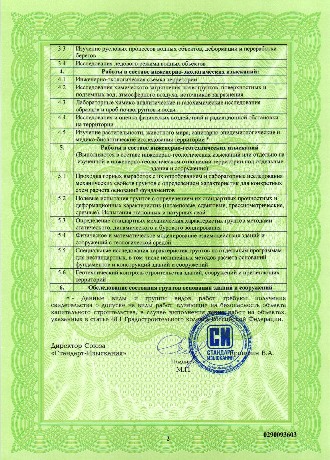 3.3 Изучение русловых процессов водных объектов, деформаций и переработки
берегов
3.4 Исследования ледового режима водных объектов
4. Работы в составе инженерно-экологических изысканий:
4.1 Инженерно-экологическая съемка территории
4.2 Исследования химического загрязнения почвогрунтов, поверхностных и
подземных вод, атмосферного воздуха, источников загрязнения
4.3 Лабораторные химико-аналитические и газохимические исследования
образцов и проб почвогрунтов и воды
4.4 Исследования и оценка физических воздействий и радиационной обстановки
на территории
4.5 Изучение растительности, животного мира, санитарно-эпидемиологические и
медико-биологические исследования территории *
5. Работы в составе инженерно-геотехнических изысканий
(Выполняются в составе инженерно-геологических изысканий или отдельно на
изученной в инженерно-геологическом отношении территории под отдельные
здания и сооружения)
5.1 Проходка горных выработок с их опробованием и лабораторные исследования
механических свойств грунтов с определением характеристик для конкретных
схем расчета оснований фундаментов
5.2 Полевые испытания грунтов с определением их стандартных прочностных и
деформационных характеристик (штамповые, сдвиговые, прессиометрические,
срезные). Испытания эталонных и натурных свай
5.3 Определение стандартных механических характеристик грунтов методами
статического, динамического и бурового зондирования
5.4 Физическое и математическое моделирование взаимодействия зданий и
сооружений с геологической средой
5.5 Специальные исследования характеристик грунтов по отдельным программам
для нестандартных, в том числе нелинейных методов расчета оснований
фундаментов и конструкций зданий и сооружений
5.6 Геотехнический контроль строительства зданий, сооружений и прилегающих
территорий
6. Обследование состояния грунтов основания зданий и сооружений
* - Данные виды и группы видов работ требуют получения
свидетельства о допуске на виды работ, влияющие на безопасность объекта
капитального строительства, в случае выполнения таких работ на объектах,
указанных в статье 48.1 Градостроительного кодекса Российской Федерации.
Директор Союза
«Стандарт-Изыскания»
В.А.
М.П.
СИ
СТАНДАРТ
ИЗЫСКАНИЯ
3
0290093603